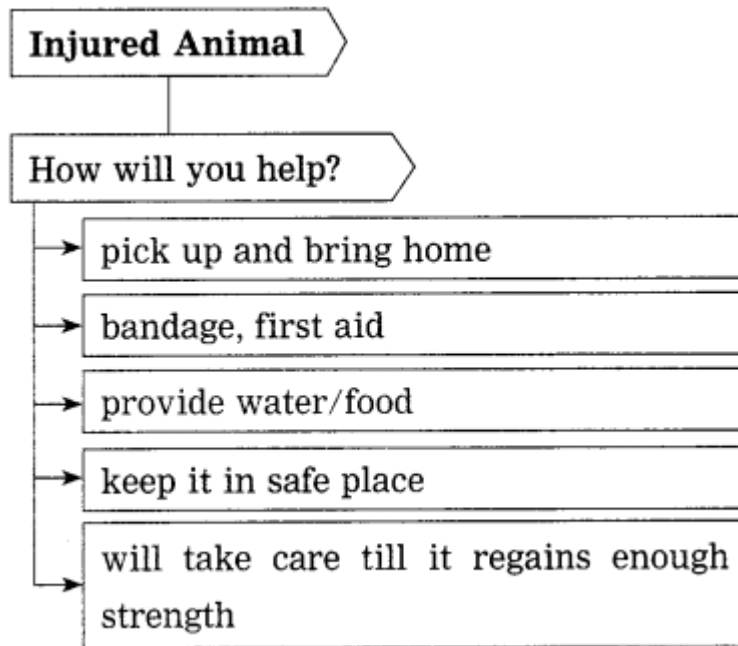 Injured Animal
How will you help?
pick up and bring home
bandage, first aid
provide water/food
keep it in safe place
will take care till it regains enough
strength